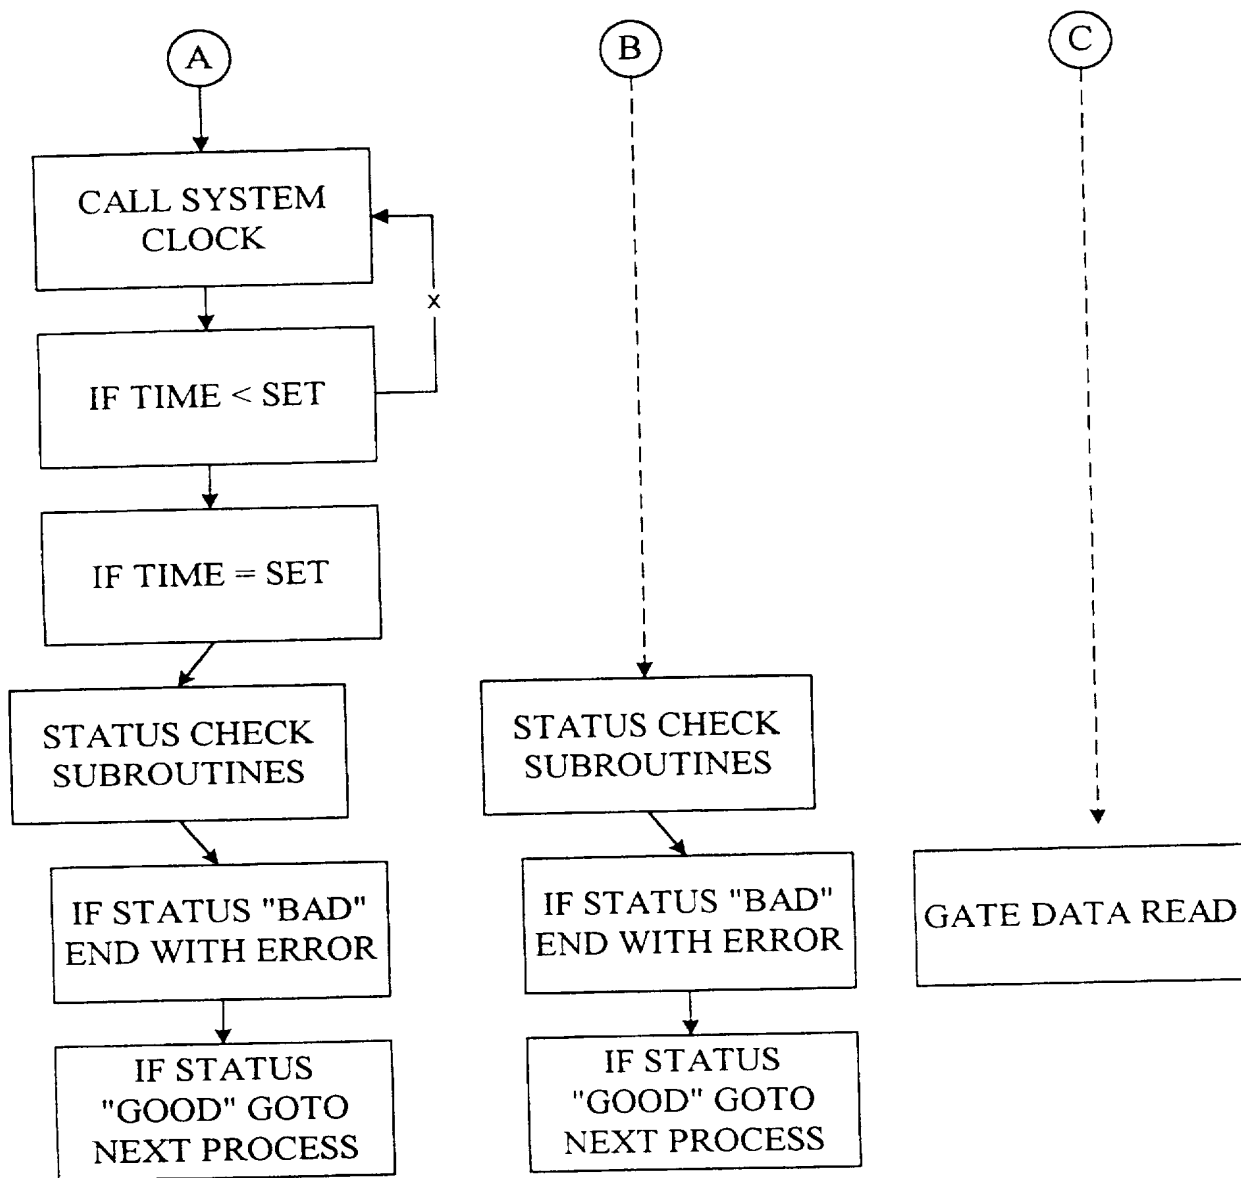 A
CALL SYSTEM
CLOCK
x
IF TIME < SET
IF TIME = SET
STATUS CHECK
SUBROUTINES
IF STATUS "BAD"
END WITH ERROR
IF STATUS
"GOOD" GOTO
NEXT PROCESS
B
STATUS CHECK
SUBROUTINES
IF STATUS "BAD"
END WITH ERROR
IF STATUS
"GOOD" GOTO
NEXT PROCESS
C
GATE DATA READ